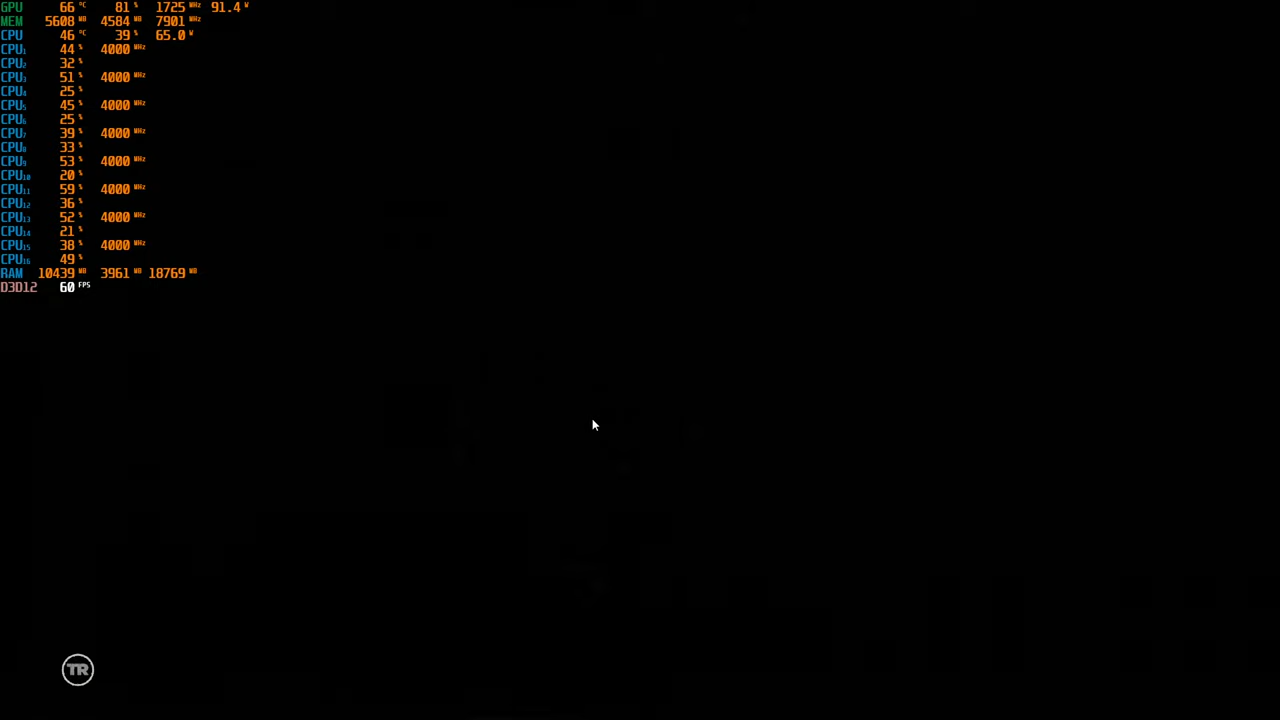 GPU 66 °C 81 % 1725 MHz 91.4 W
MEM 5608 MB 4584 MB 7901 MHz
CPU 46 °C 39 % 65.0 W
CPU1 44 % 4000 MHz
CPU2 32 %
CPU3 51 % 4000 MHz
CPU4 25 %
CPU5 45 % 4000 MHz
CPU6 25 %
CPU7 39 % 4000 MHz
CPU8 33 %
CPU9 53 % 4000 MHz
CPU10 20 %
CPU11 59 % 4000 MHz
CPU12 36 %
CPU13 52 % 4000 MHz
CPU14 21 %
CPU15 38 % 4000 MHz
CPU16 49 %
RAM 10439 MB 3961 MB 18769 MB
D3D12 60 FPS
TR